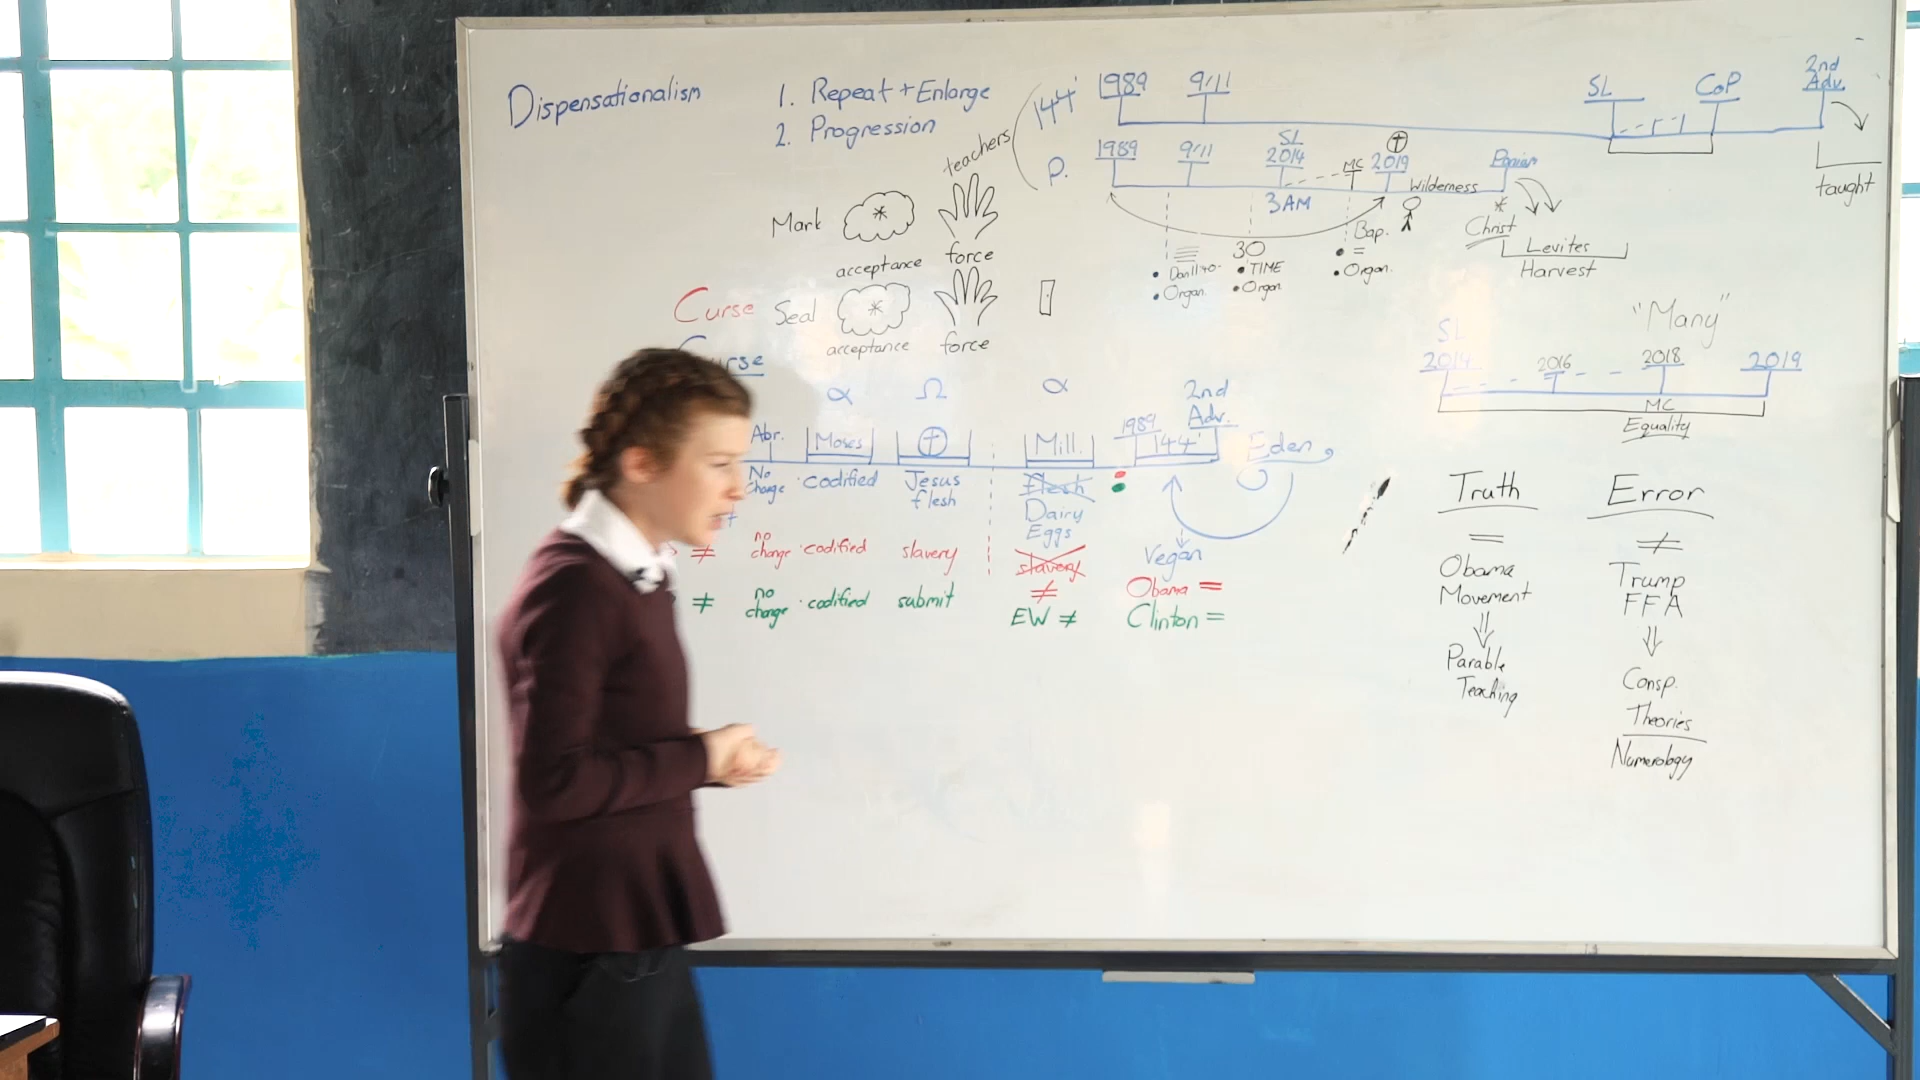 Dispensationalism
1. Repeat + Enlarge
2. Progression
teachers
144
1989 9/11 SL CoP 2nd Adv.
taught
P.
1989 9/11 SL 2014 MC 2019 Panium
3AM Wilderness
Mark
acceptance force
Curse Seal
acceptance force
30
• TIME
• Organ
• Organ.
Bap.
• =
• Organ.
* Christ
Levites
Harvest
"Many"
SL
2014 2016 2018 2019
MC
Equality
α Ω α
Abr. Moses Mill. 1989 144 2nd Adv. Eden
No Change • codified Jesus flesh Flesh
Dairy
Eggs
Vegan
≠ no change • codified slavery slavery
≠
Obama =
≠ no change • codified submit EW ≠ Clinton =
Truth
=
Obama
Movement
⇓
Parable
Teaching
Error
≠
Trump
FFA
⇓
Consp.
Theories
Numerology